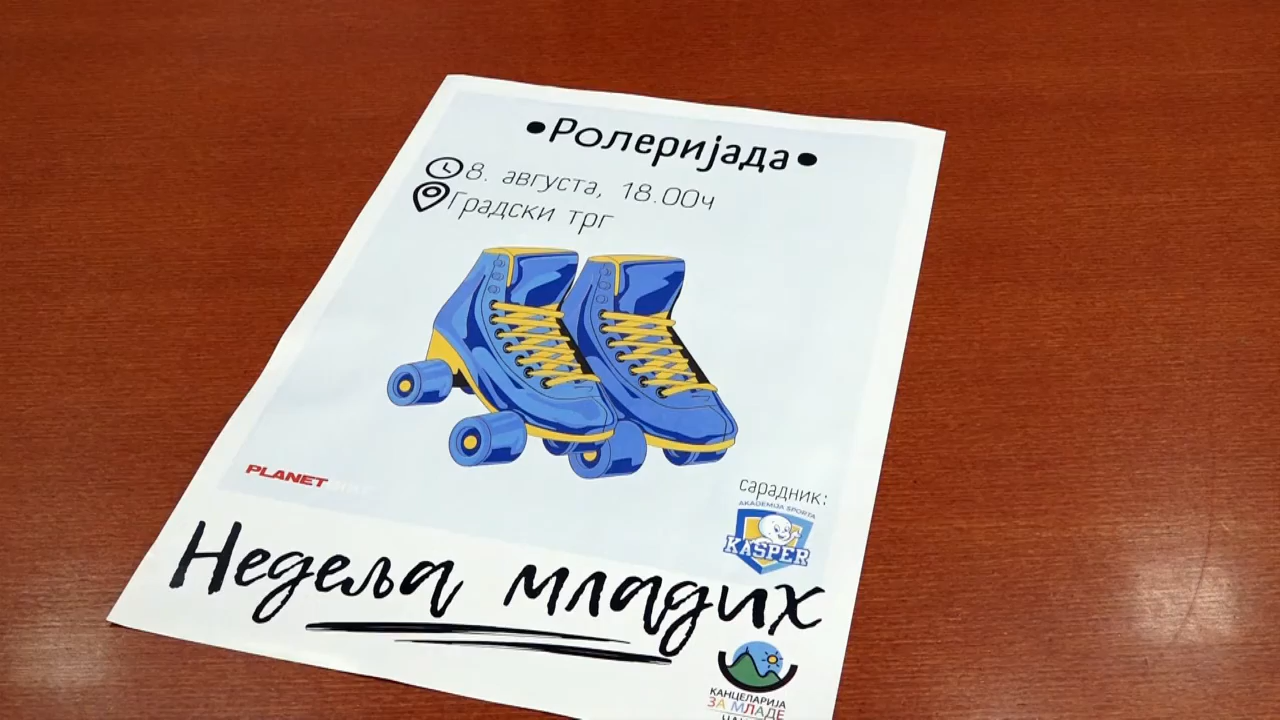 •Ролеријада•
8. августа, 18.00ч
Градски трг
PLANET
сарадник:
AKADEMIJA SPORTA
KASPER
Недеља младих
КАНЦЕЛАРИЈА
ЗА МЛАДЕ